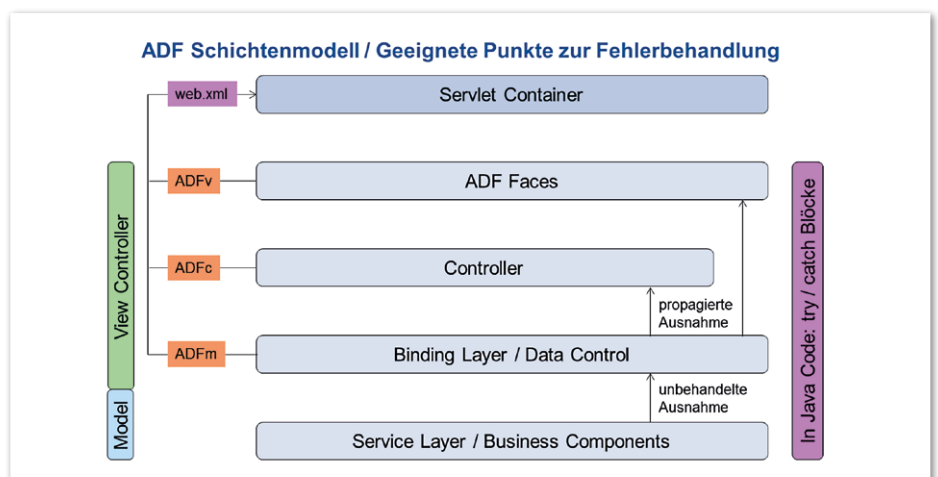 ADF Schichtenmodell / Geeignete Punkte zur Fehlerbehandlung
web.xml
Servlet Container
ADFv
ADF Faces
ADFc
Controller
propagierte
Ausnahme
ADFm
Binding Layer / Data Control
unbehandelte
Ausnahme
Service Layer / Business Components
View Controller
Model
In Java Code: try / catch Blöcke